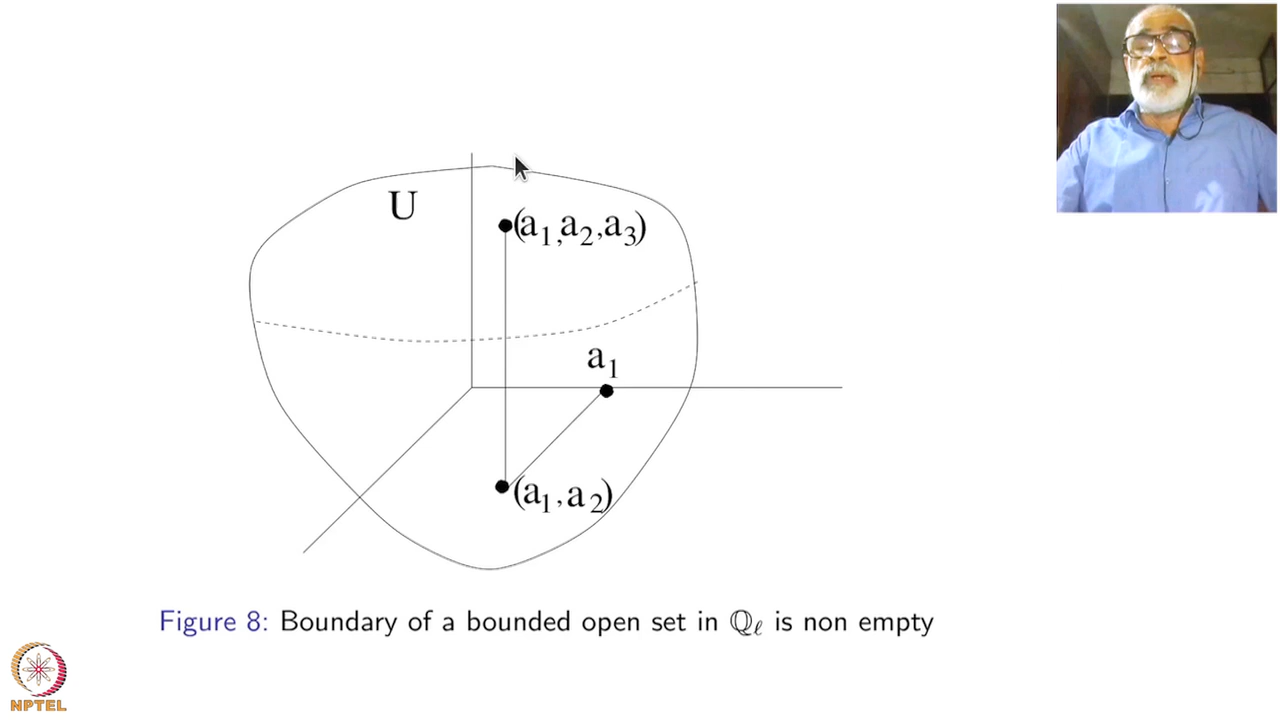 U
(a₁,a₂,a₃)
a₁
(a₁,a₂)
Figure 8: Boundary of a bounded open set in ℚℓ is non empty
NPTEL